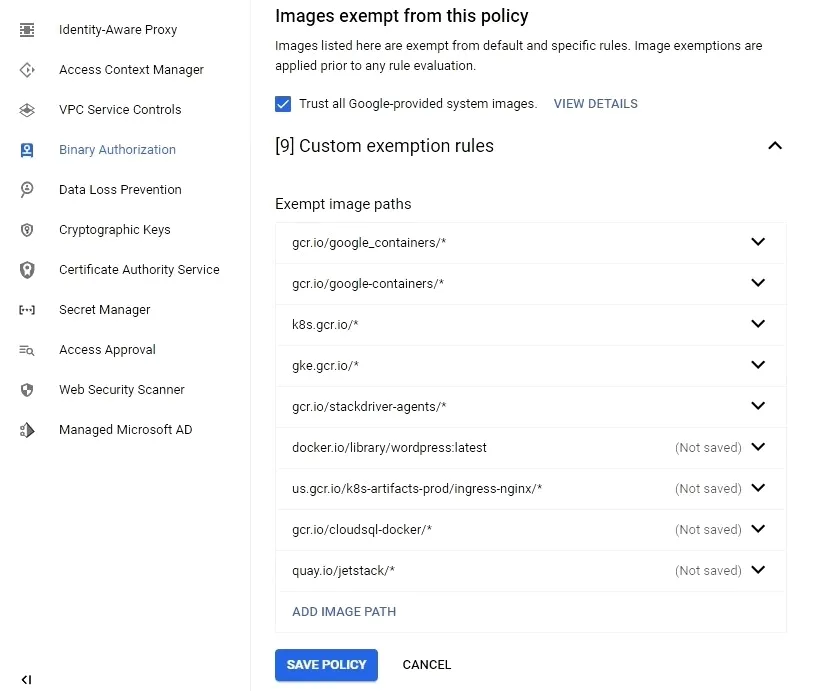 Identity-Aware Proxy
Access Context Manager
VPC Service Controls
Binary Authorization
Data Loss Prevention
Cryptographic Keys
Certificate Authority Service
Secret Manager
Access Approval
Web Security Scanner
Managed Microsoft AD
Images exempt from this policy
Images listed here are exempt from default and specific rules. Image exemptions are
applied prior to any rule evaluation.
Trust all Google-provided system images. VIEW DETAILS
[9] Custom exemption rules
Exempt image paths
gcr.io/google_containers/*
gcr.io/google-containers/*
k8s.gcr.io/*
gke.gcr.io/*
gcr.io/stackdriver-agents/*
docker.io/library/wordpress:latest (Not saved)
us.gcr.io/k8s-artifacts-prod/ingress-nginx/* (Not saved)
gcr.io/cloudsql-docker/* (Not saved)
quay.io/jetstack/* (Not saved)
ADD IMAGE PATH
SAVE POLICY CANCEL